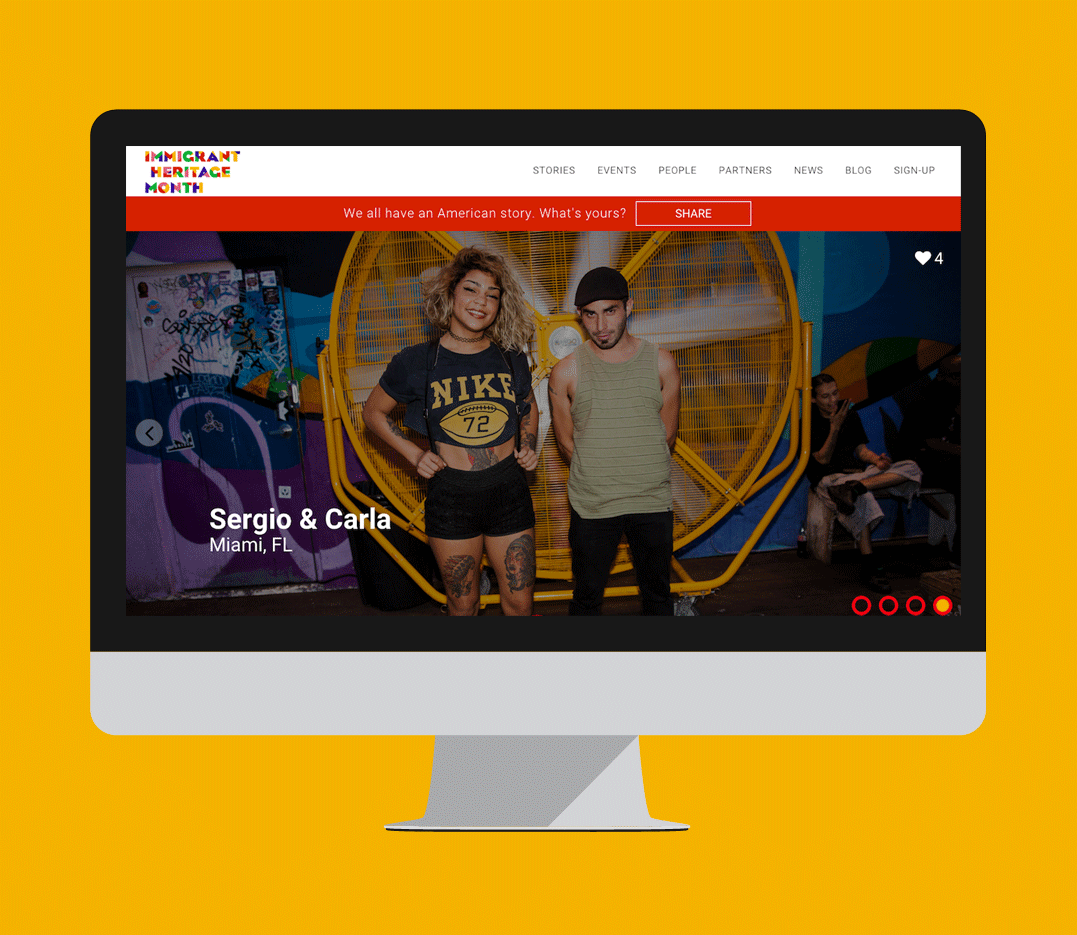 IMMIGRANT
HERITAGE
MONTH
STORIES EVENTS PEOPLE PARTNERS NEWS BLOG SIGN-UP
We all have an American story. What's yours? SHARE
4
NIKE
72
Sergio & Carla
Miami, FL